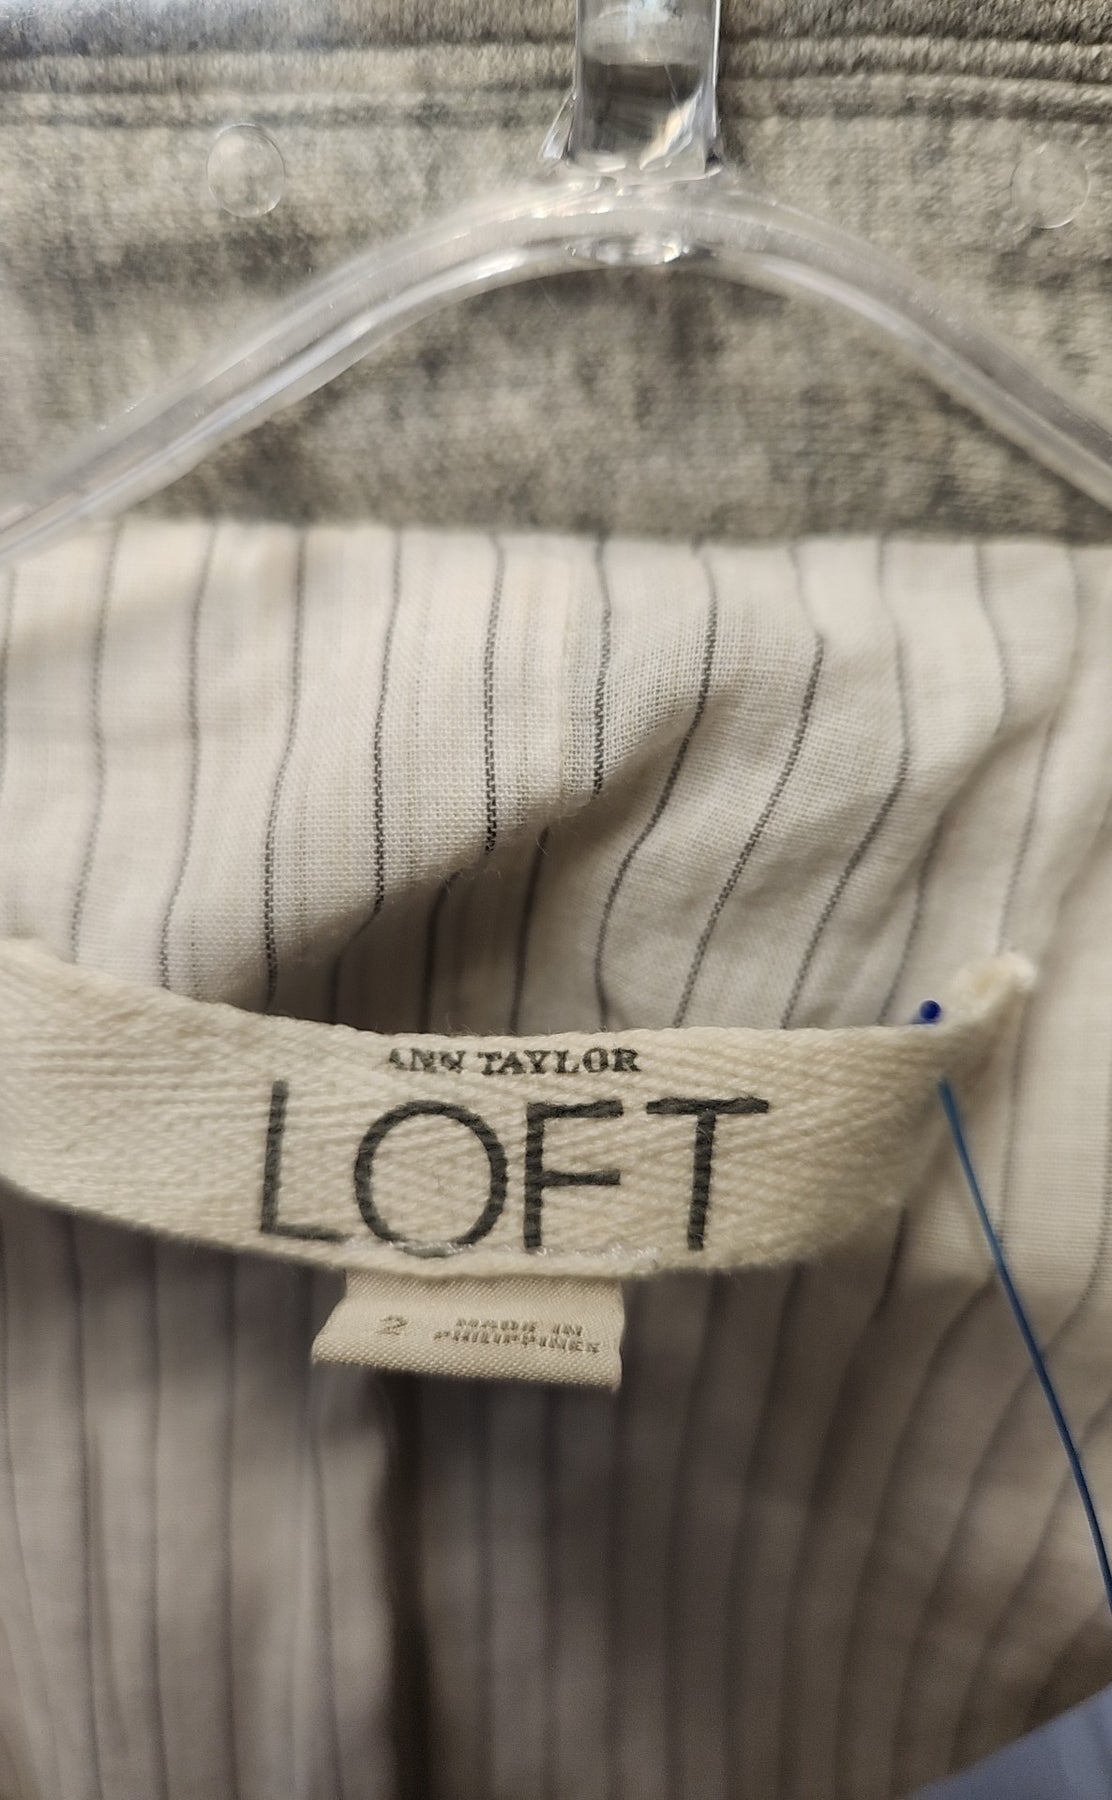 ANN TAYLOR
LOFT
2 MADE IN
PHILIPPINES